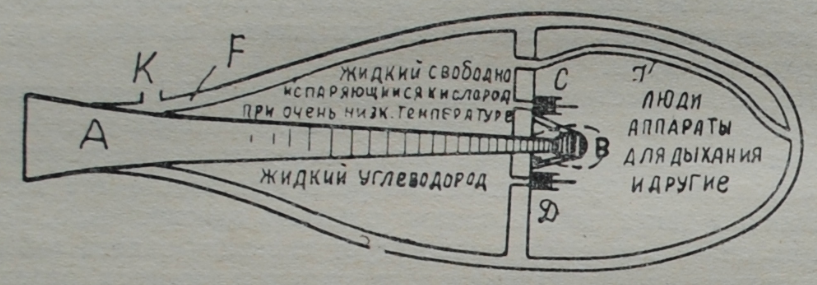 K
F
A
ЖИДКИЙ СВОБОДНО
ИСПАРЯЮЩИЙСЯ КИСЛОРОД
ПРИ ОЧЕНЬ НИЗК. ТЕМПЕРАТУРЕ
ЖИДКИЙ УГЛЕВОДОРОД
C
B
Д
Т
ЛЮДИ
АППАРАТЫ
ДЛЯ ДЫХАНИЯ
И ДРУГИЕ